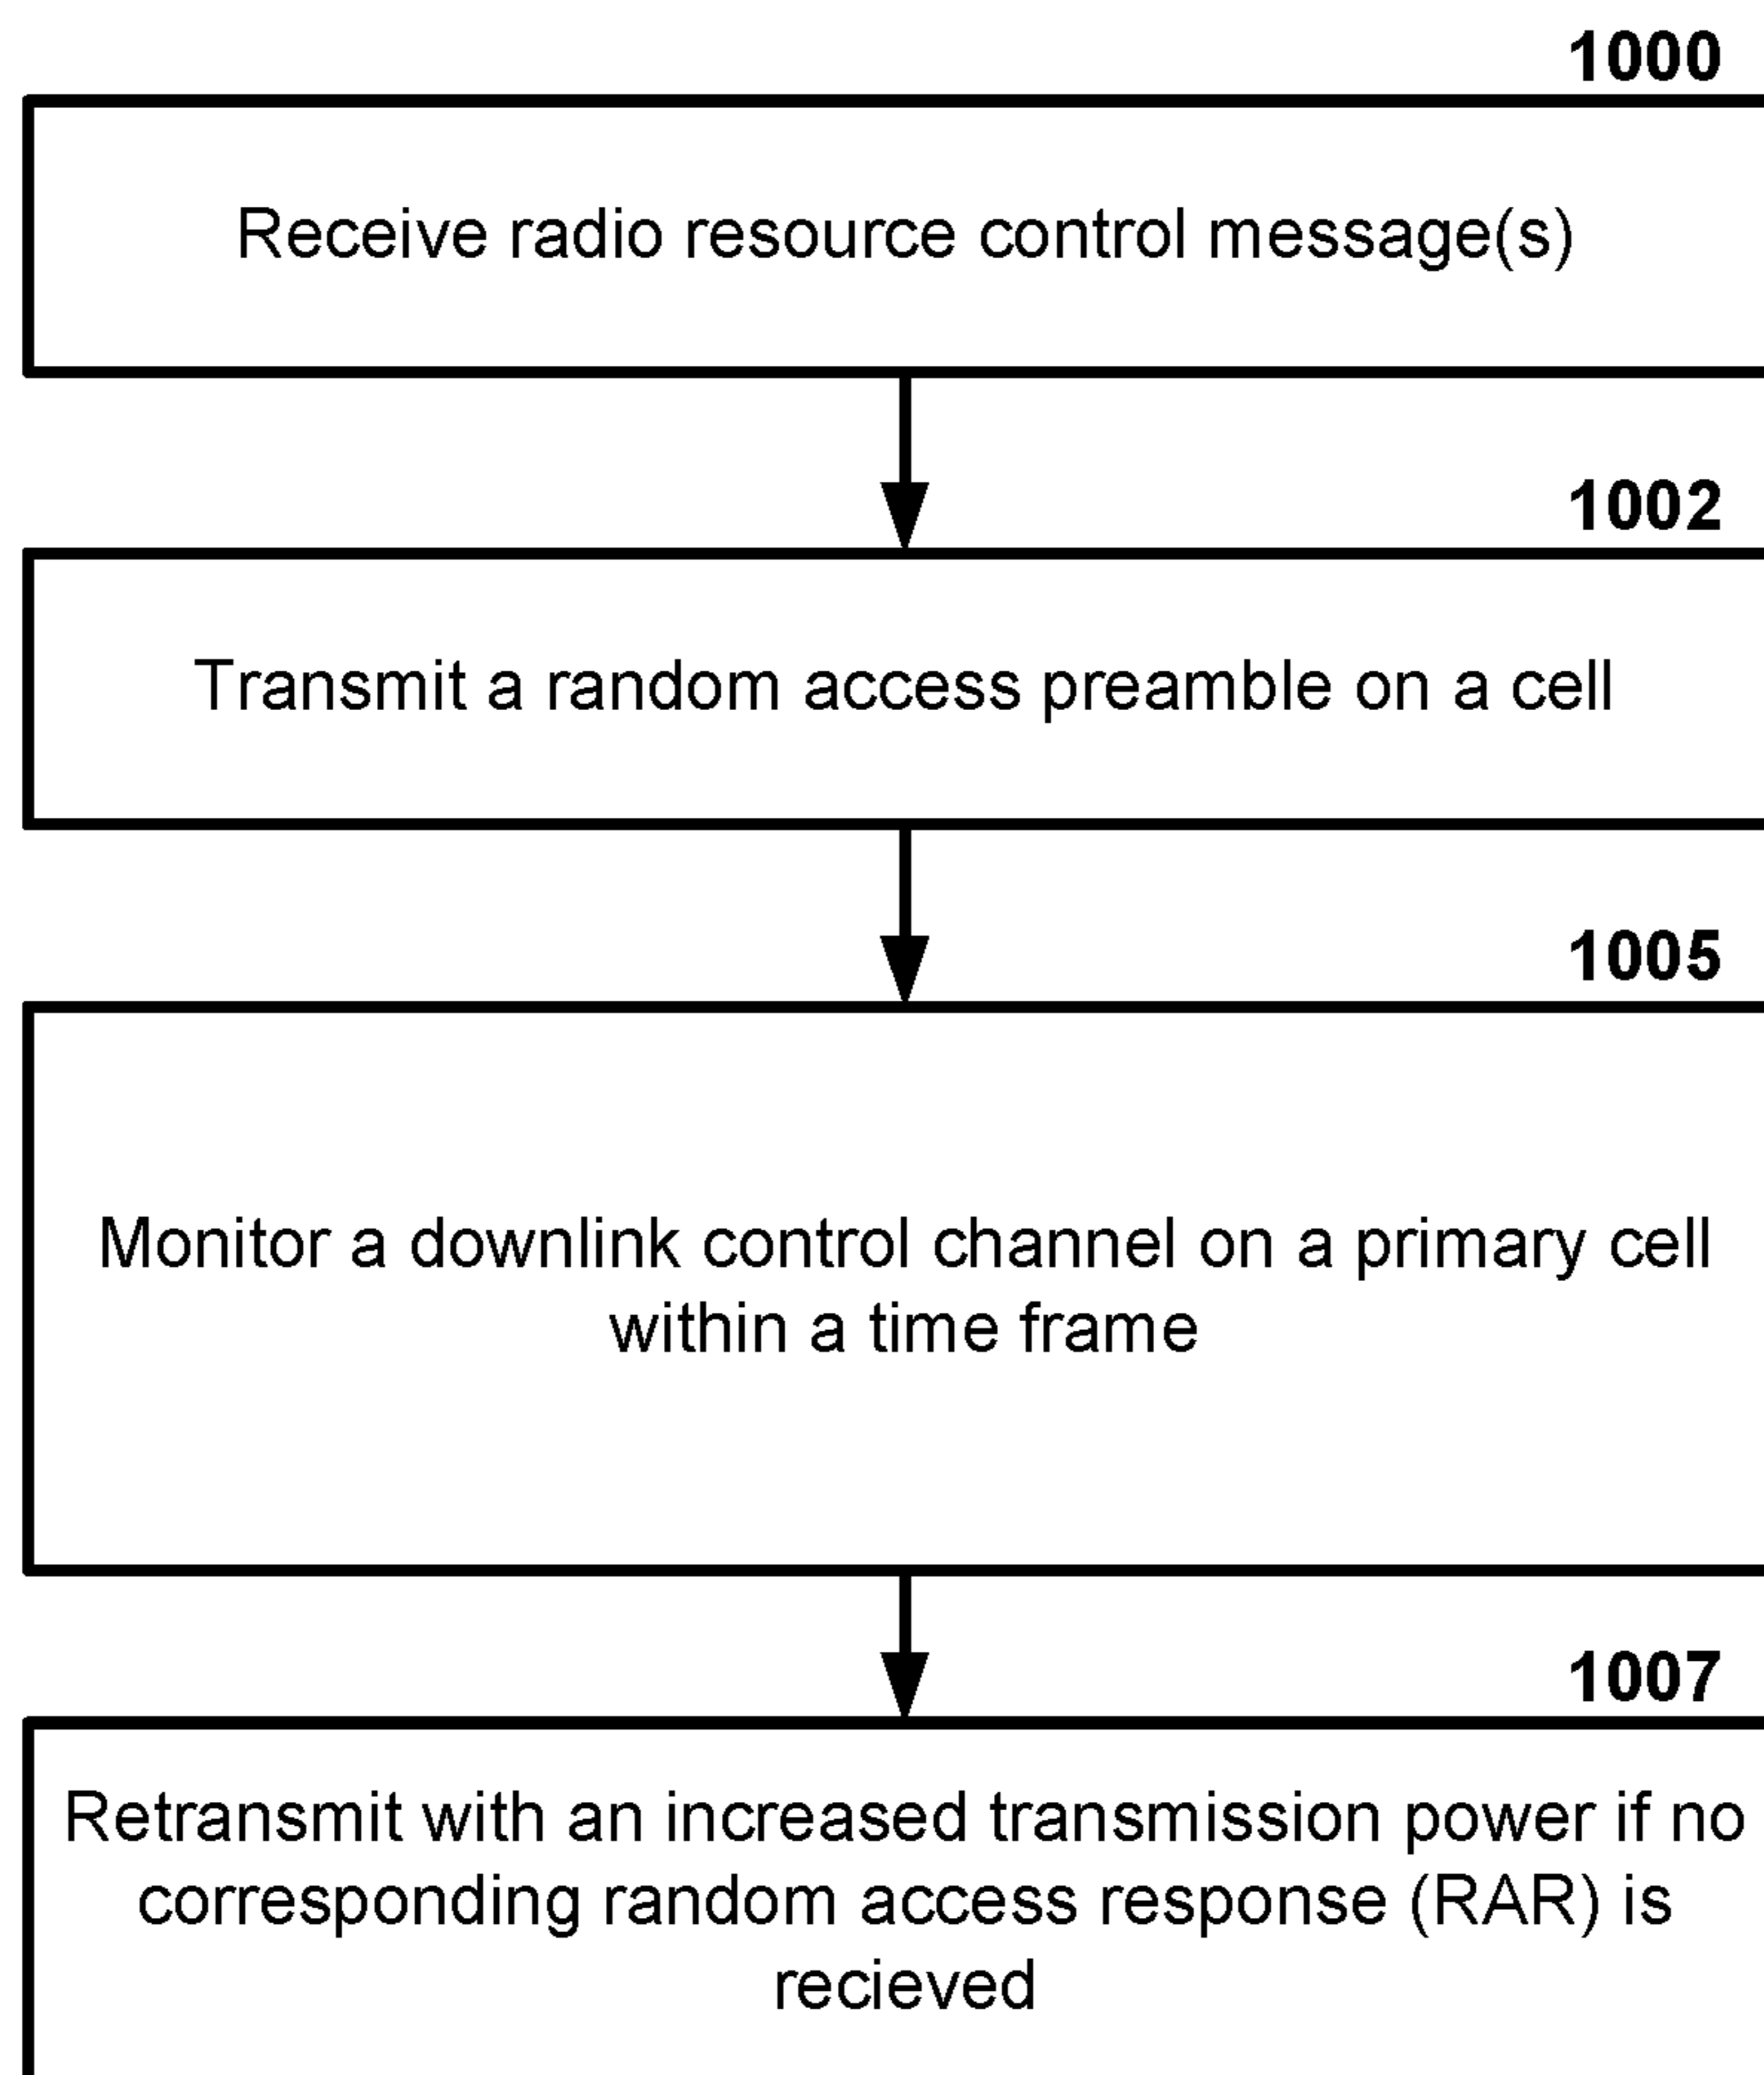 1000
Receive radio resource control message(s)
1002
Transmit a random access preamble on a cell
1005
Monitor a downlink control channel on a primary cell
within a time frame
1007
Retransmit with an increased transmission power if no
corresponding random access response (RAR) is
recieved